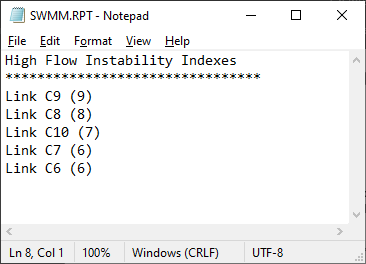 SWMM.RPT - Notepad
File Edit Format View Help
High Flow Instability Indexes
********************************
Link C9 (9)
Link C8 (8)
Link C10 (7)
Link C7 (6)
Link C6 (6)
Ln 8, Col 1 100% Windows (CRLF) UTF-8